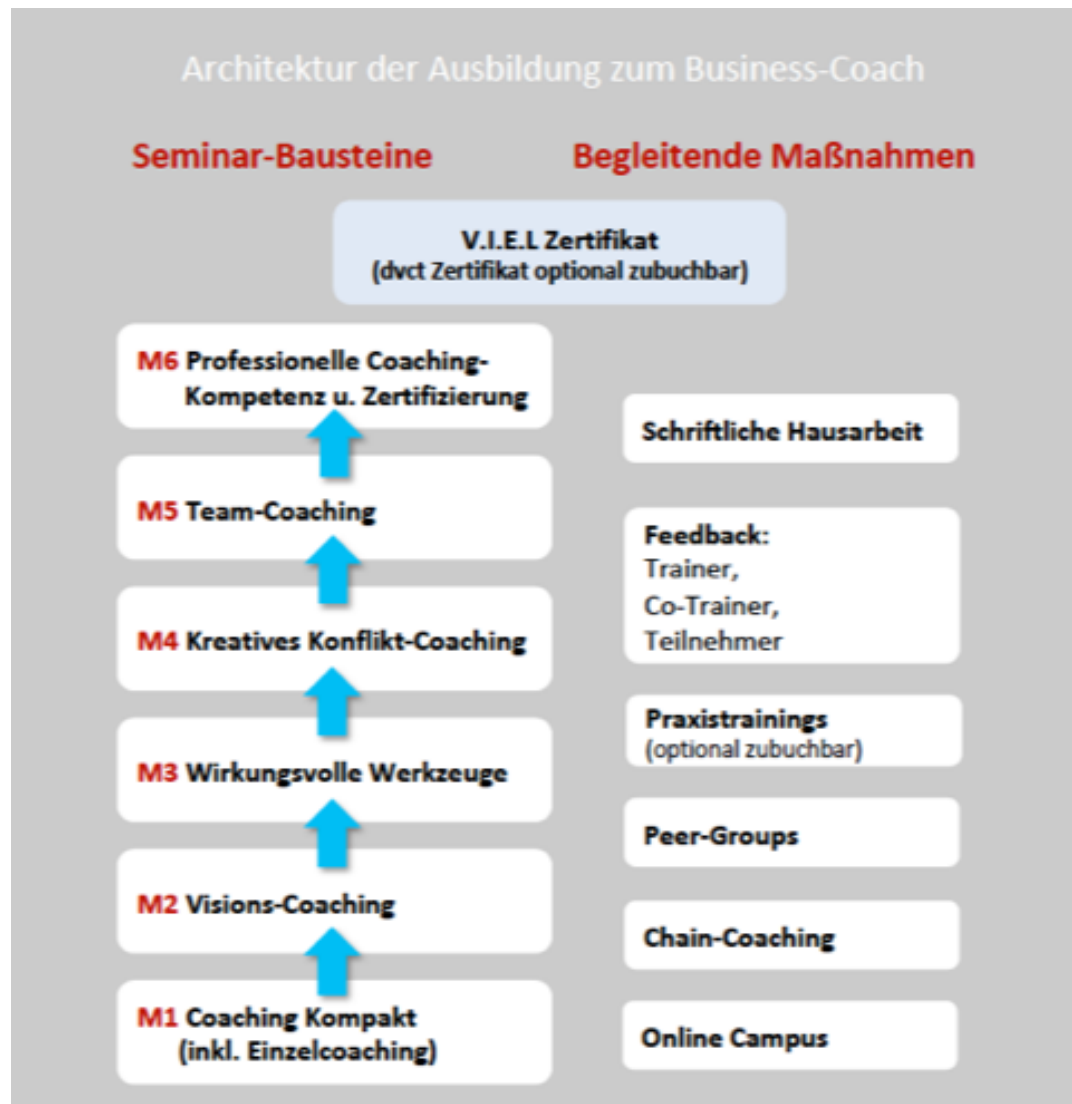 Architektur der Ausbildung zum Business-Coach
Seminar-Bausteine
Begleitende Maßnahmen
V.I.E.L Zertifikat
(dvct Zertifikat optional zubuchbar)
M6 Professionelle Coaching-
Kompetenz u. Zertifizierung
M5 Team-Coaching
M4 Kreatives Konflikt-Coaching
M3 Wirkungsvolle Werkzeuge
M2 Visions-Coaching
M1 Coaching Kompakt
(inkl. Einzelcoaching)
Schriftliche Hausarbeit
Feedback:
Trainer,
Co-Trainer,
Teilnehmer
Praxistrainings
(optional zubuchbar)
Peer-Groups
Chain-Coaching
Online Campus